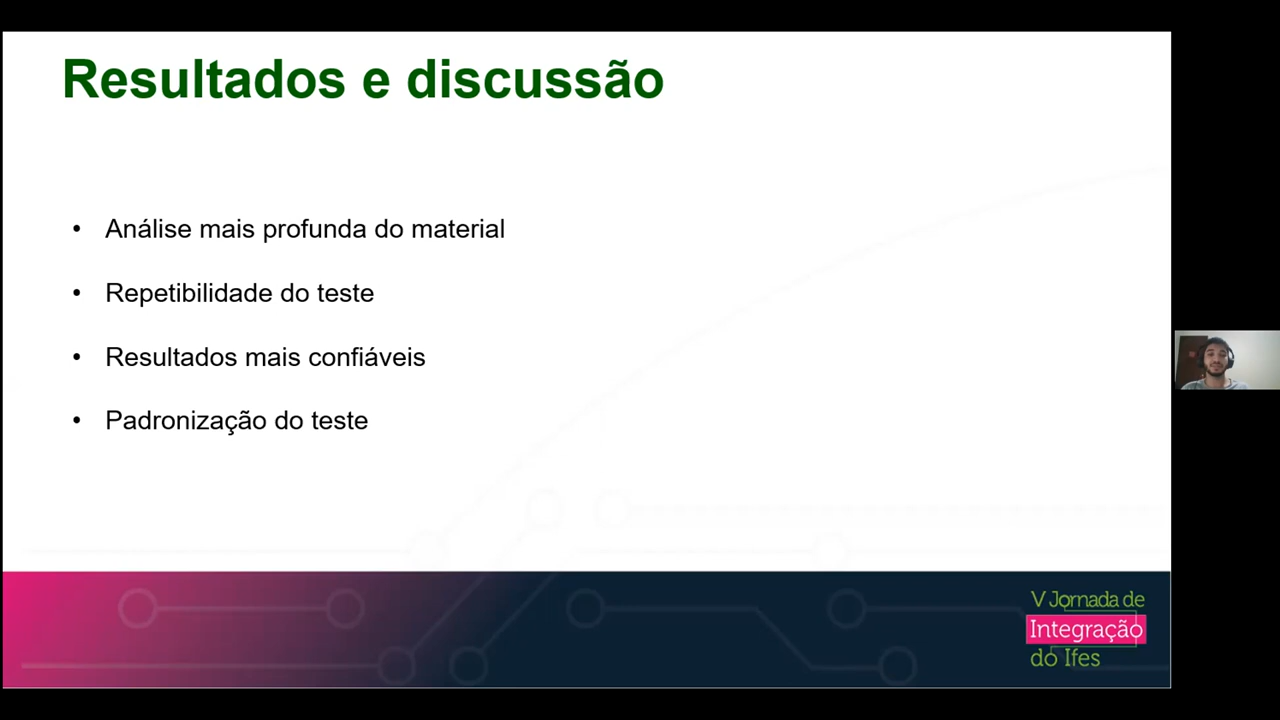 Resultados e discussão
• Análise mais profunda do material
• Repetibilidade do teste
• Resultados mais confiáveis
• Padronização do teste
V Jornada de
Integração
do Ifes